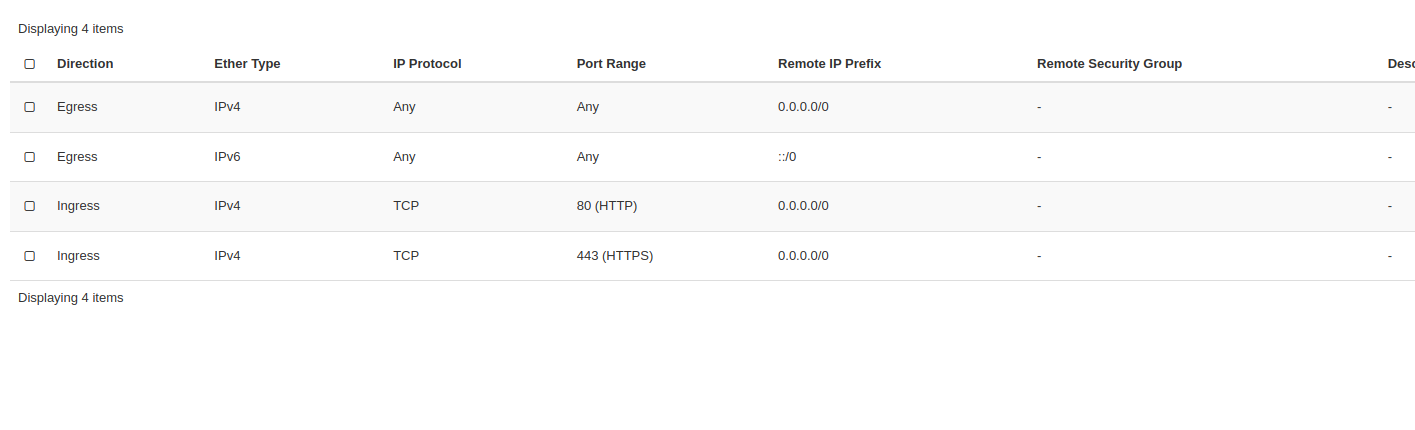 Displaying 4 items
Direction Ether Type IP Protocol Port Range Remote IP Prefix Remote Security Group
Egress IPv4 Any Any 0.0.0.0/0 - -
Egress IPv6 Any Any ::/0 - -
Ingress IPv4 TCP 80 (HTTP) 0.0.0.0/0 - -
Ingress IPv4 TCP 443 (HTTPS) 0.0.0.0/0 - -
Displaying 4 items